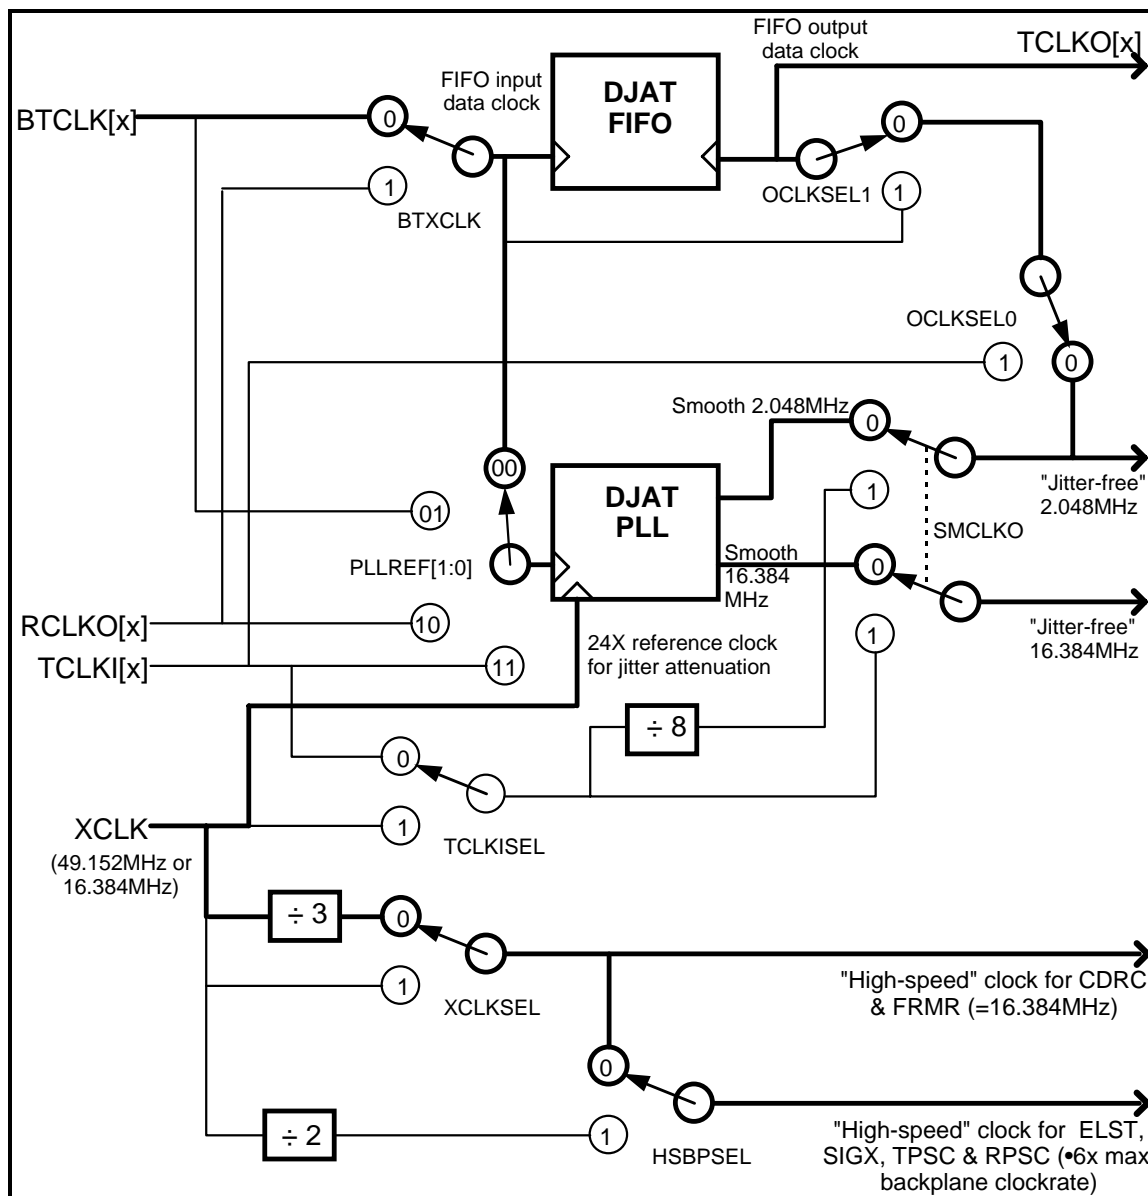 FIFO output
data clock
TCLKO[x]
FIFO input
data clock
DJAT
FIFO
BTCLK[x]
0
0
1
BTXCLK
OCLKSEL1
1
OCLKSEL0
1
0
Smooth 2.048MHz
0
00
"Jitter-free"
2.048MHz
01
DJAT
PLL
1
SMCLKO
PLLREF[1:0]
Smooth
16.384
MHz
0
RCLKO[x]
10
"Jitter-free"
16.384MHz
TCLKI[x]
11
24X reference clock
for jitter attenuation
1
÷ 8
0
XCLK
(49.152MHz or
16.384MHz)
1
TCLKISEL
÷ 3
0
1
XCLKSEL
"High-speed" clock for CDRC
& FRMR (=16.384MHz)
0
÷ 2
1
HSBPSEL
"High-speed" clock for ELST,
SIGX, TPSC & RPSC (•6x max
backplane clockrate)